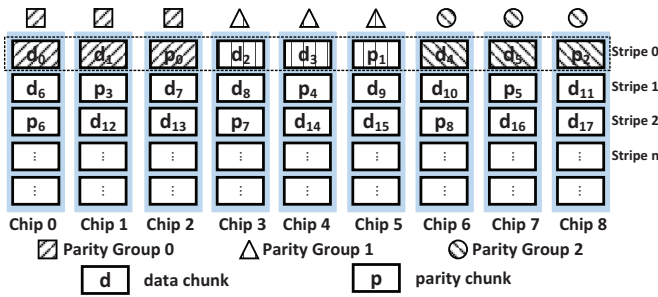 d0 d1 p0 d2 d3 p1 d4 d5 p2 Stripe 0
d6 p3 d7 d8 p4 d9 d10 p5 d11 Stripe 1
p6 d12 d13 p7 d14 d15 p8 d16 d17 Stripe 2
⋮ ⋮ ⋮ ⋮ ⋮ ⋮ ⋮ ⋮ ⋮ Stripe n
⋮ ⋮ ⋮ ⋮ ⋮ ⋮ ⋮ ⋮ ⋮
Chip 0 Chip 1 Chip 2 Chip 3 Chip 4 Chip 5 Chip 6 Chip 7 Chip 8
Parity Group 0 Parity Group 1 Parity Group 2
d data chunk p parity chunk